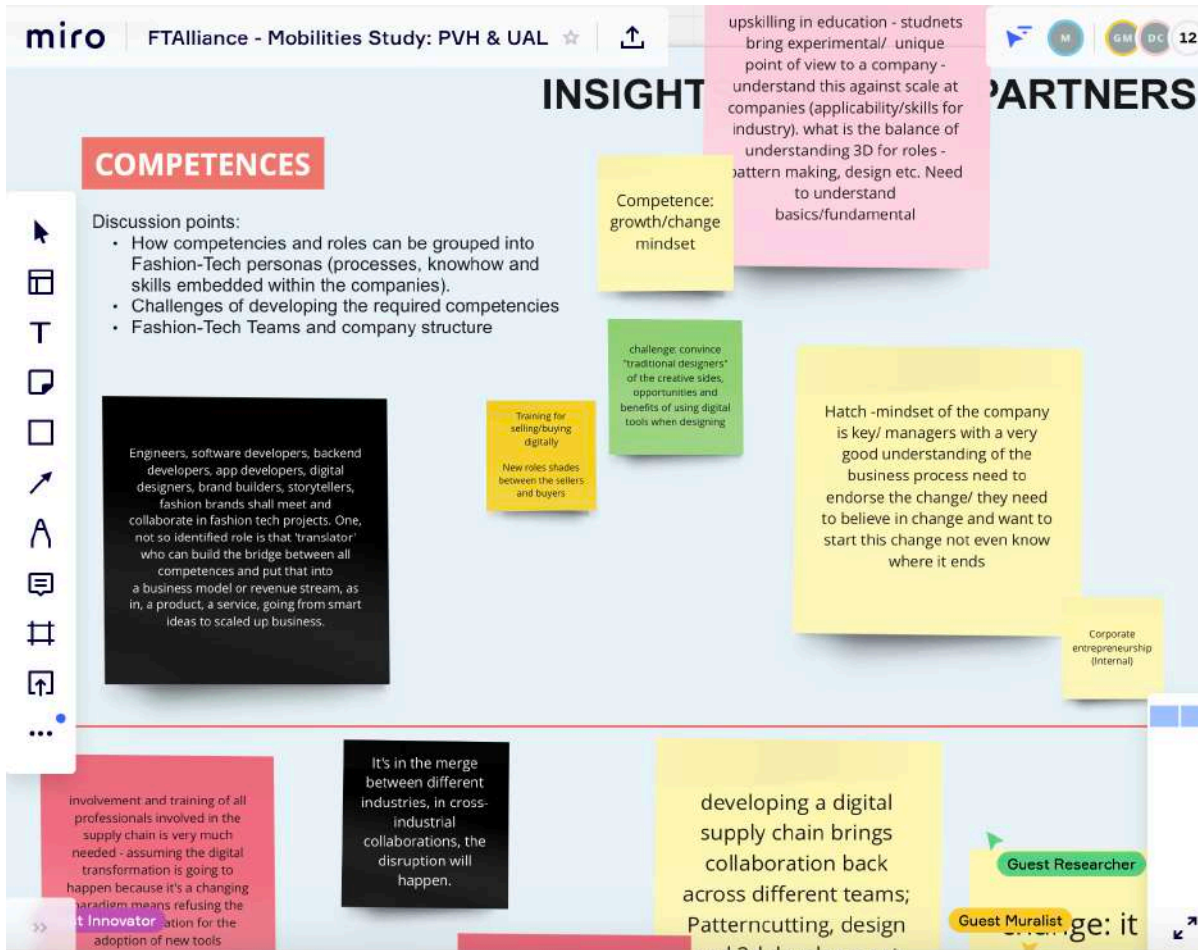 miro
FTAlliance - Mobilities Study: PVH & UAL
M
GM
DC
12
INSIGHT
PARTNERS
upskilling in education - studnets
bring experimental/ unique
point of view to a company -
understand this against scale at
companies (applicability/skills for
industry). what is the balance of
understanding 3D for roles -
pattern making, design etc. Need
to understand
basics/fundamental
COMPETENCES
Discussion points:
• How competencies and roles can be grouped into
Fashion-Tech personas (processes, knowhow and
skills embedded within the companies).
• Challenges of developing the required competencies
• Fashion-Tech Teams and company structure
Competence:
growth/change
mindset
challenge: convince
"traditional designers"
of the creative sides,
opportunities and
benefits of using digital
tools when designing
Training for
selling/buying
digitally
New roles shades
between the sellers
and buyers
Engineers, software developers, backend
developers, app developers, digital
designers, brand builders, storytellers,
fashion brands shall meet and
collaborate in fashion tech projects. One,
not so identified role is that 'translator'
who can build the bridge between all
competences and put that into
a business model or revenue stream, as
in, a product, a service, going from smart
ideas to scaled up business.
Hatch -mindset of the company
is key/ managers with a very
good understanding of the
business process need to
endorse the change/ they need
to believe in change and want to
start this change not even know
where it ends
Corporate
entrepreneurship
(Internal)
involvement and training of all
professionals involved in the
supply chain is very much
needed - assuming the digital
transformation is going to
happen because it's a changing
paradigm means refusing the
ation for the
adoption of new tools
t Innovator
It's in the merge
between different
industries, in cross-
industrial
collaborations, the
disruption will
happen.
developing a digital
supply chain brings
collaboration back
across different teams;
Patterncutting, design
Guest Researcher
Guest Muralist
nge: it